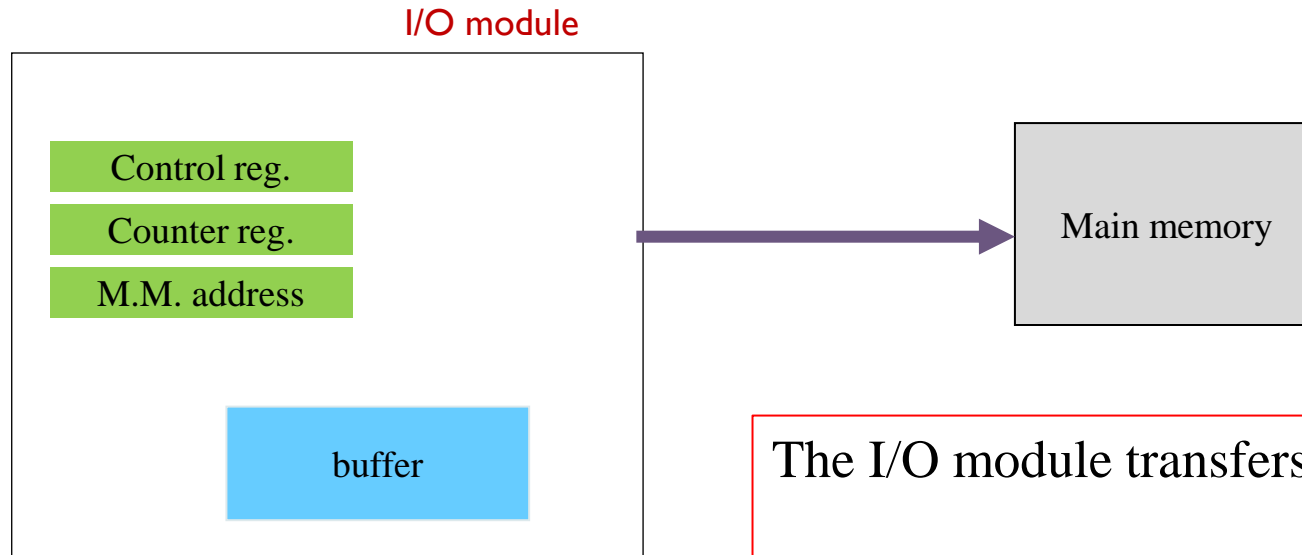 I/O module
Control reg.
Counter reg.
M.M. address
Main memory
buffer
The I/O module transfers